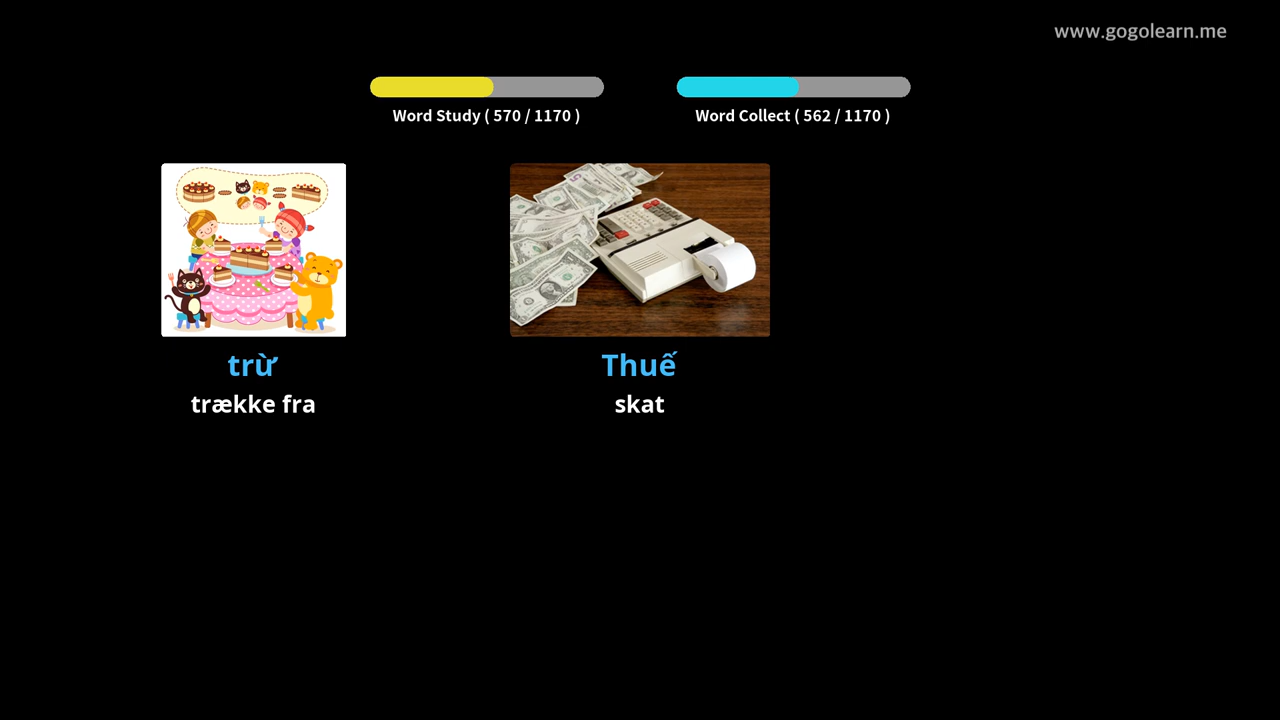 www.gogolearn.me
Word Study ( 570 / 1170 )
Word Collect ( 562 / 1170 )
trừ
trække fra
Thuế
skat